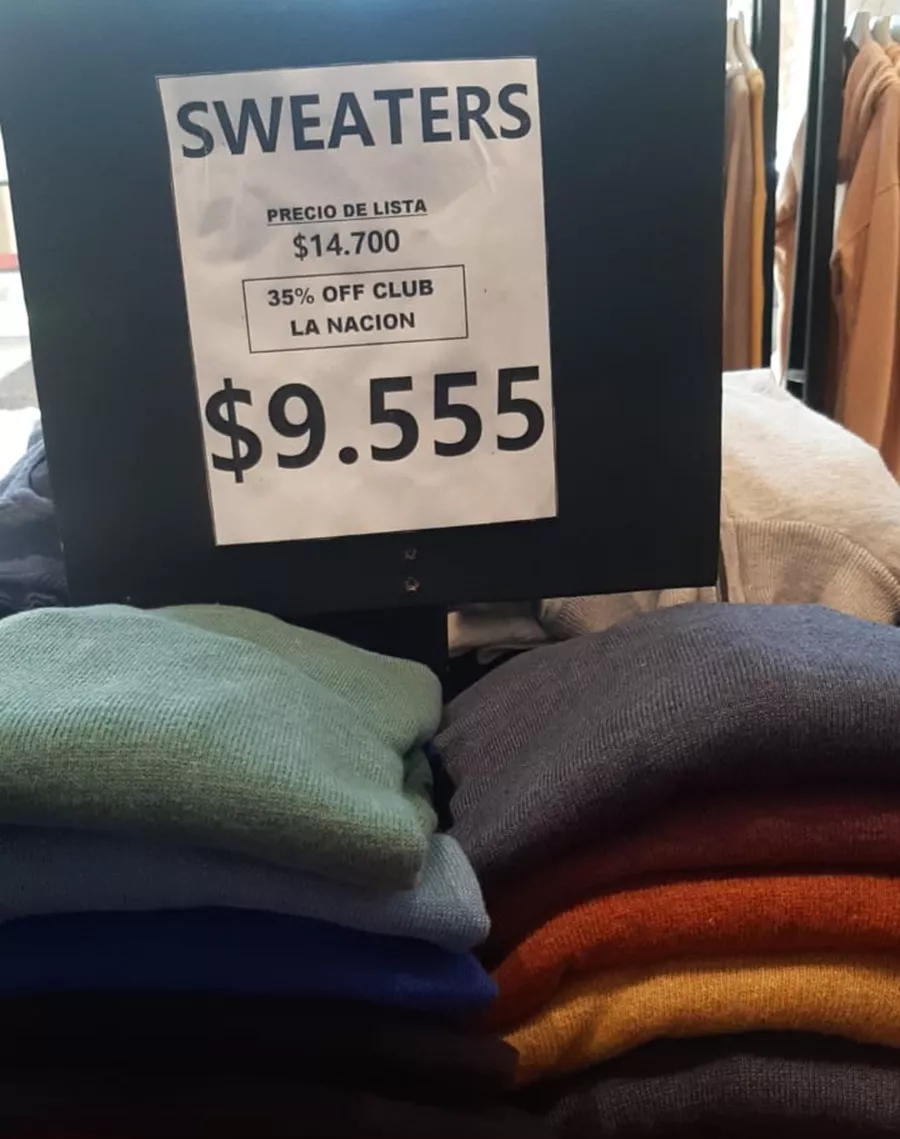 SWEATERS
PRECIO DE LISTA
$14.700
35% OFF CLUB
LA NACION
$9.555